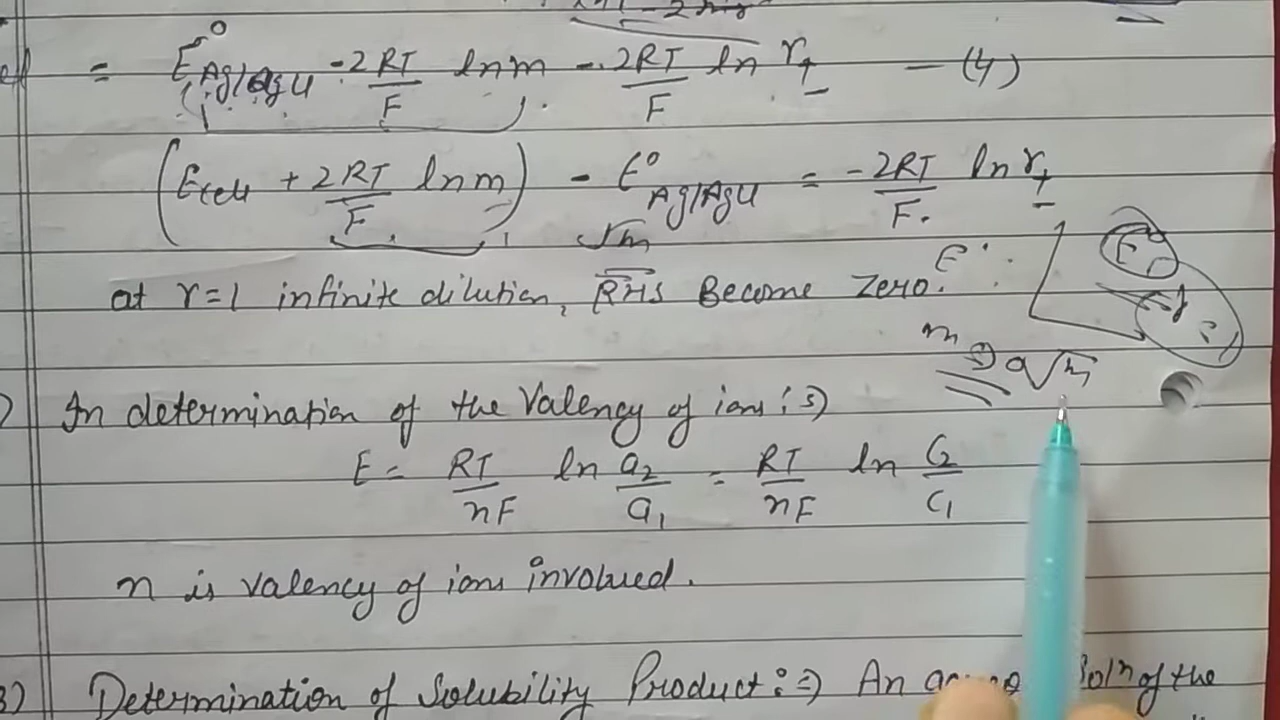 = E°Ag/AgCl - 2RT/F ln m - 2RT/F ln γ± — (4)
(Ecell + 2RT/F ln m) - E°Ag/AgCl = -2RT/F ln γ±
√m
at γ=1 infinite dilution, RHS Become Zero.
E°
m √m
In determination of the Valency of ions :⇒)
E = RT/nF ln a2/a1 = RT/nF ln C2/C1
n is valency of ions involved.
3) Determination of Solubility Product :⇒) An Solⁿ of the